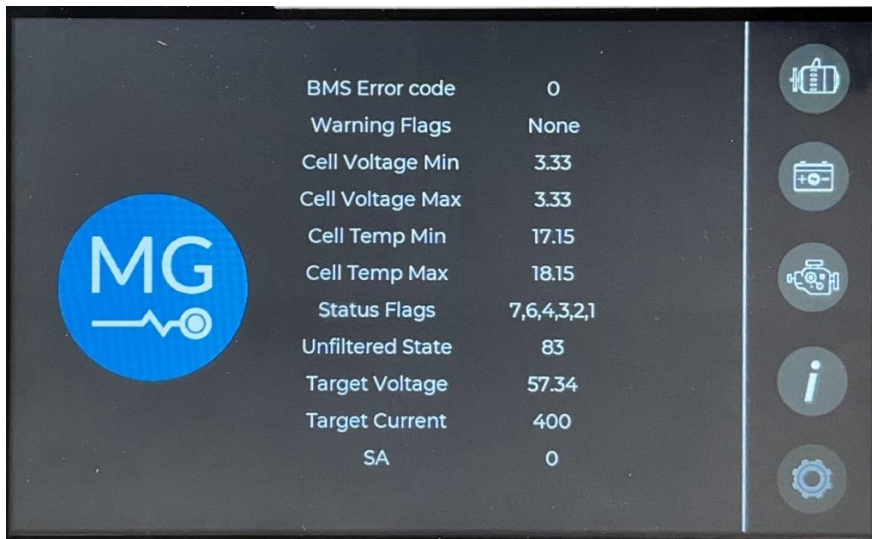 MG
BMS Error code 0
Warning Flags None
Cell Voltage Min 3.33
Cell Voltage Max 3.33
Cell Temp Min 17.15
Cell Temp Max 18.15
Status Flags 7,6,4,3,2,1
Unfiltered State 83
Target Voltage 57.34
Target Current 400
SA 0
i